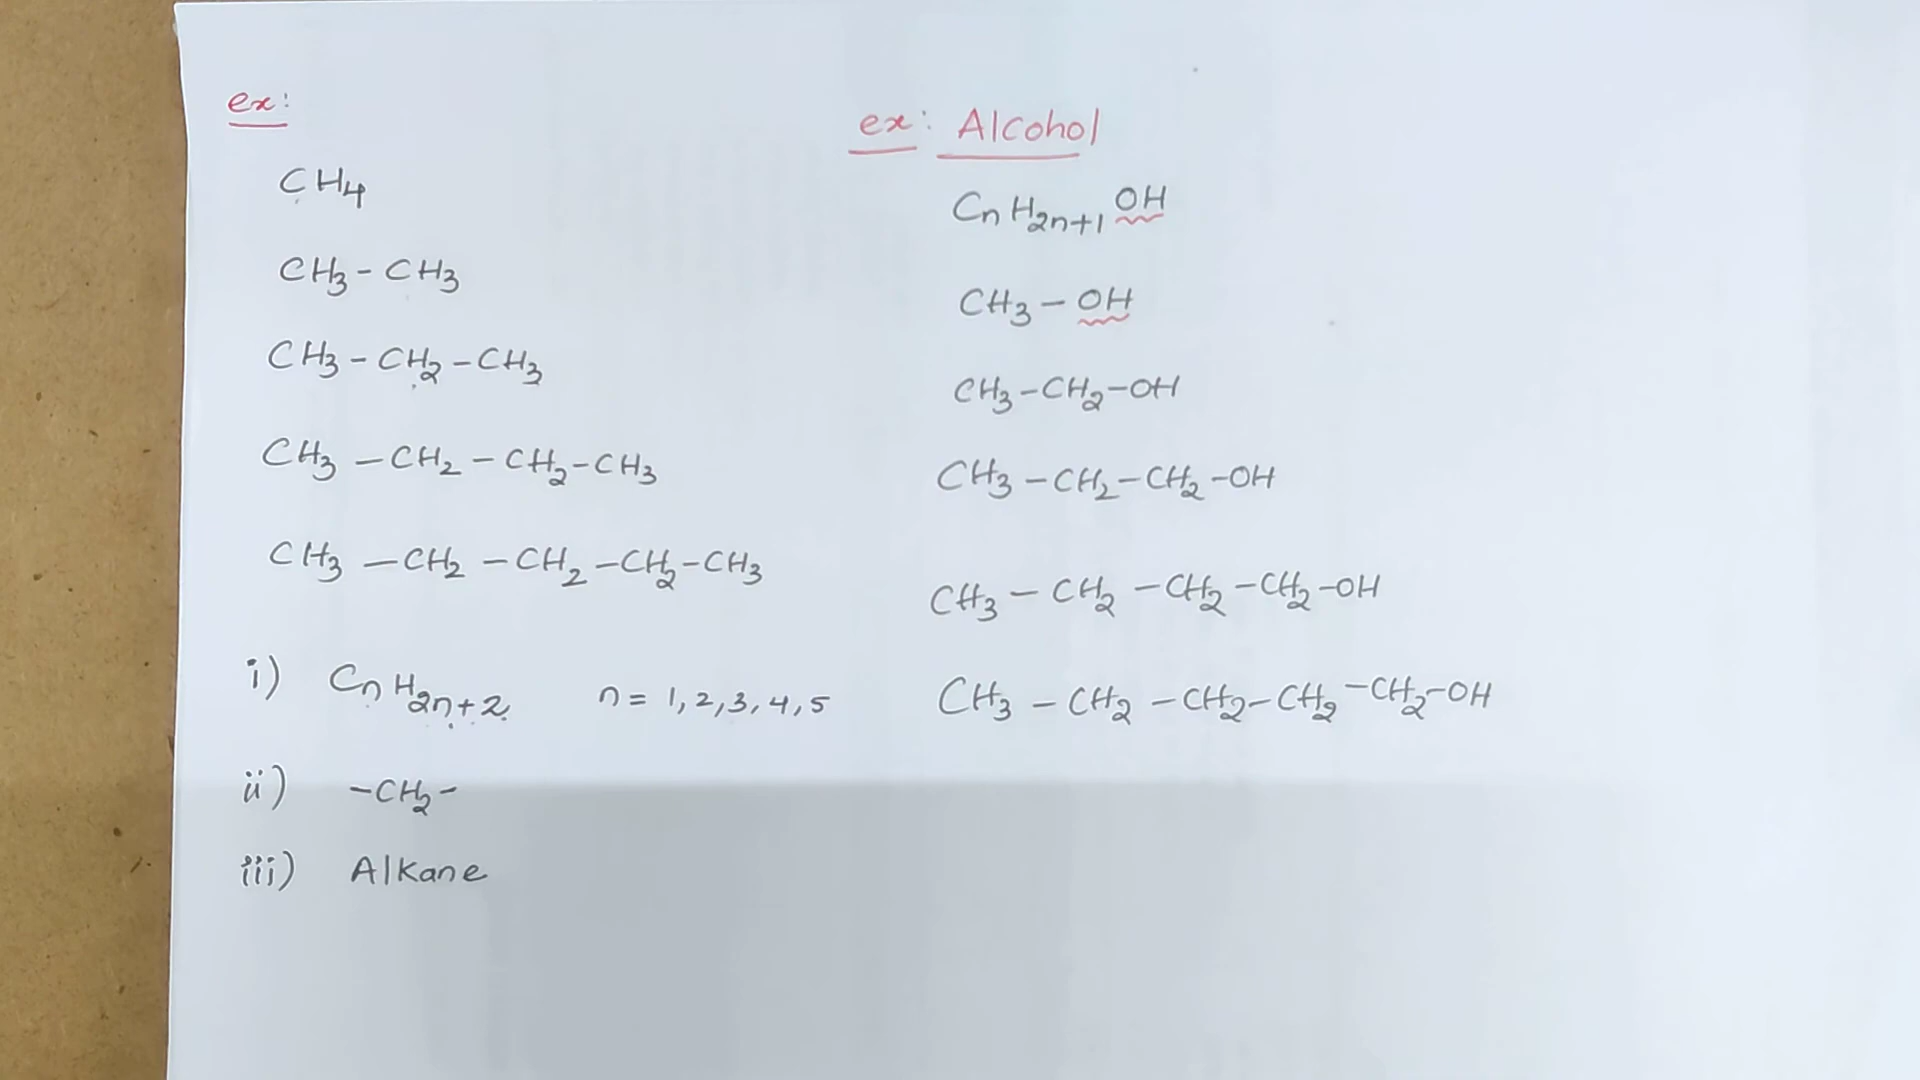 ex:
CH4
CH3 - CH3
CH3 - CH2 - CH3
CH3 - CH2 - CH2 - CH3
CH3 - CH2 - CH2 - CH2 - CH3
i) CnH2n+2 n = 1, 2, 3, 4, 5
ii) -CH2-
iii) Alkane
ex: Alcohol
CnH2n+1 OH
CH3 - OH
CH3 - CH2 - OH
CH3 - CH2 - CH2 - OH
CH3 - CH2 - CH2 - CH2 - OH
CH3 - CH2 - CH2 - CH2 - CH2 - OH